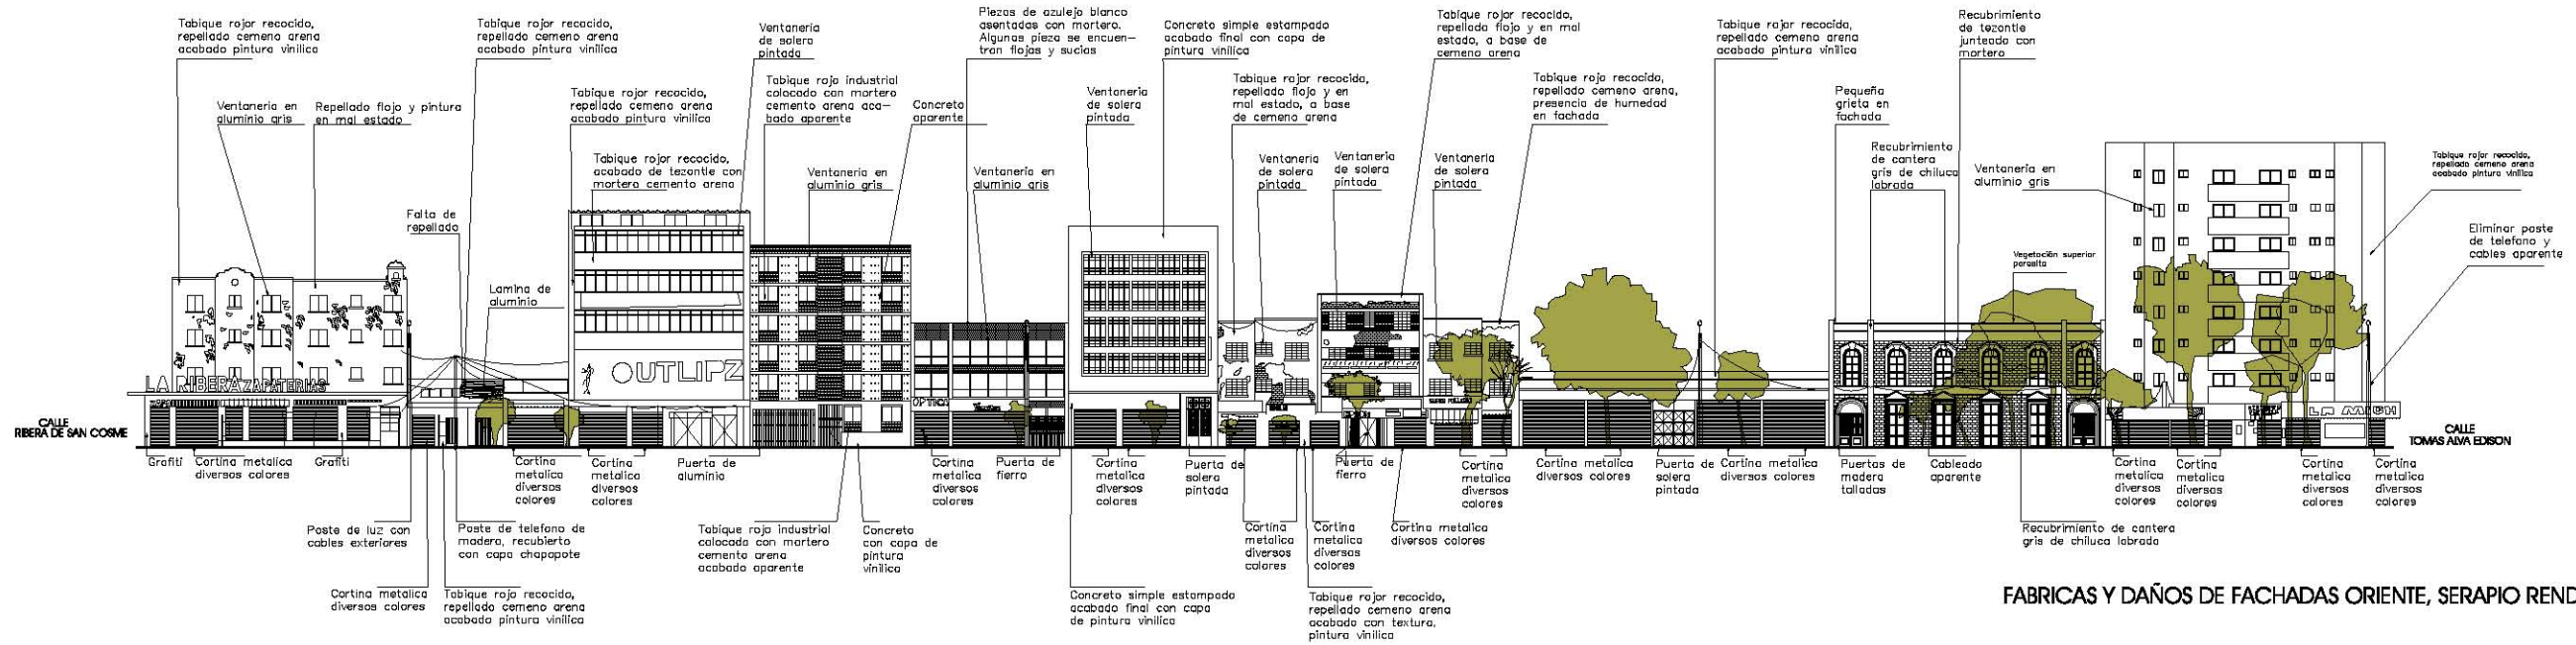 Tabique rojor recocido,
repellado cemeno arena
acabado pintura vinilica
Tabique rojor recocido,
repellado cemeno arena
acabado pintura vinilica
Ventaneria
de solera
pintada
Piezas de azulejo blanco
asentadas con mortero.
Algunas pieza se encuen-
tran flojas y sucias
Concreto simple estampado
acabado final con capa de
pintura vinilica
Tabique rojor recocido,
repellado flojo y en mal
estado, a base de
cemeno arena
Tabique rojor recocido,
repellado cemeno arena
acabado pintura vinilica
Recubrimiento
de tezontle
junteado con
mortero
Ventaneria en
aluminio gris
Repellado flojo y pintura
en mal estado
Tabique rojor recocido,
repellado cemeno arena
acabado pintura vinilica
Tabique rojo industrial
colocado con mortero
cemento arena aca-
bado aparente
Concreto
aparente
Ventaneria
de solera
pintada
Tabique rojor recocido,
repellado flojo y en
mal estado, a base
de cemeno arena
Tabique rojo recocido,
repellado cemeno arena,
presencia de humedad
en fachada
Pequeña
grieta en
fachada
Falta de
repellado
Tabique rojor recocido,
acabado de tezontle con
mortero cemento arena
Ventaneria en
aluminio gris
Ventaneria en
aluminio gris
Ventaneria
de solera
pintada
Ventaneria
de solera
pintada
Ventaneria
de solera
pintada
Recubrimiento
de cantera
gris de chiluca
labrada
Ventaneria en
aluminio gris
Tabique rojor recocido,
repellado cemeno arena
acabado pintura vinilica
Lamina de
aluminio
Vegetación superior
parasita
Eliminar poste
de telefono y
cables aparente
LA RIBERA ZAPATERIAS
OUTLIPZ
OPTICA
LA MICH
CALLE
RIBERA DE SAN COSME
CALLE
TOMAS ALVA EDISON
Grafiti
Cortina metalica
diversos colores
Grafiti
Cortina
metalica
diversos
colores
Cortina
metalica
diversos
colores
Puerta de
aluminio
Cortina
metalica
diversos
colores
Puerta de
fierro
Cortina
metalica
diversos
colores
Puerta de
solera
pintada
Puerta de
fierro
Cortina
metalica
diversos
colores
Cortina metalica
diversos colores
Puerta de
solera
pintada
Cortina metalica
diversos colores
Puertas de
madera
talladas
Cableado
aparente
Cortina
metalica
diversos
colores
Cortina
metalica
diversos
colores
Cortina
metalica
diversos
colores
Cortina
metalica
diversos
colores
Poste de luz con
cables exteriores
Poste de telefono de
madera, recubierto
con capa chapapote
Tabique rojo industrial
colocado con mortero
cemento arena
acabado aparente
Concreto
con capa de
pintura
vinilica
Cortina
metalica
diversos
colores
Cortina
metalica
diversos
colores
Cortina metalica
diversos colores
Recubrimiento de cantera
gris de chiluca labrada
Cortina metalica
diversos colores
Tabique rojo recocido,
repellado cemeno arena
acabado pintura vinilica
Concreto simple estampado
acabado final con capa
de pintura vinilica
Tabique rojor recocido,
repellado cemeno arena
acabado con textura,
pintura vinilica
FABRICAS Y DAÑOS DE FACHADAS ORIENTE, SERAPIO REND